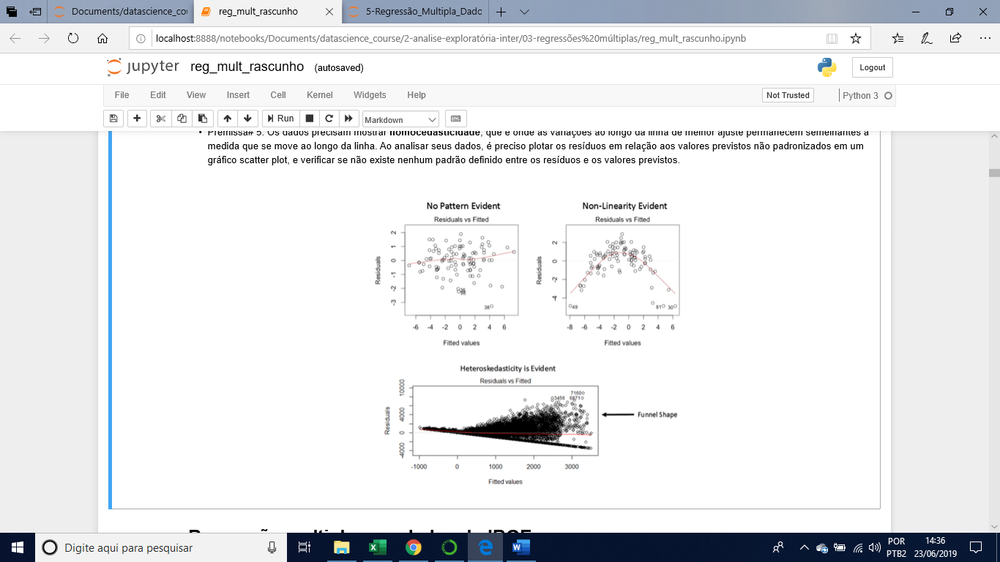 Documents/datascience_cou
reg_mult_rascunho
5-Regressão_Multipla_Dado
localhost:8888/notebooks/Documents/datascience_course/2-analise-exploratória-inter/03-regressões%20múltiplas/reg_mult_rascunho.ipynb
jupyter reg_mult_rascunho (autosaved)
Logout
File Edit View Insert Cell Kernel Widgets Help
Not Trusted
Python 3
Run
Markdown
• Premissa# 5: Os dados precisam mostrar homocedasticidade, que é onde as variações ao longo da linha de melhor ajuste permanecem semelhantes à
medida que se move ao longo da linha. Ao analisar seus dados, é preciso plotar os resíduos em relação aos valores previstos não padronizados em um
gráfico scatter plot, e verificar se não existe nenhum padrão definido entre os resíduos e os valores previstos.
No Pattern Evident
Residuals vs Fitted
Residuals
2
1
0
-1
-2
-3
38
-6 -4 -2 0 2 4 6
Fitted values
Non-Linearity Evident
Residuals vs Fitted
Residuals
2
0
-2
-4
49
81
30
-8 -6 -4 -2 0 2 4 6
Fitted values
Heteroskedasticity is Evident
Residuals vs Fitted
Residuals
10000
4000
0
-4000
7160
3456 6871
-1000 0 1000 2000 3000
Fitted values
Funnel Shape
Digite aqui para pesquisar
POR
PTB2
14:36
23/06/2019